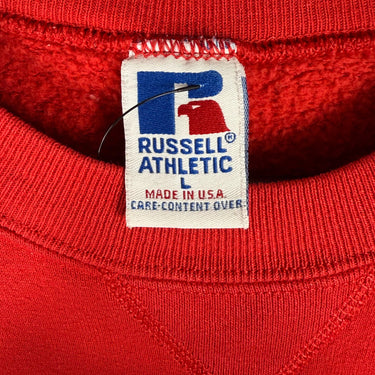 R
RUSSELL®
ATHLETIC
L
MADE IN U.S.A.
CARE-CONTENT OVER